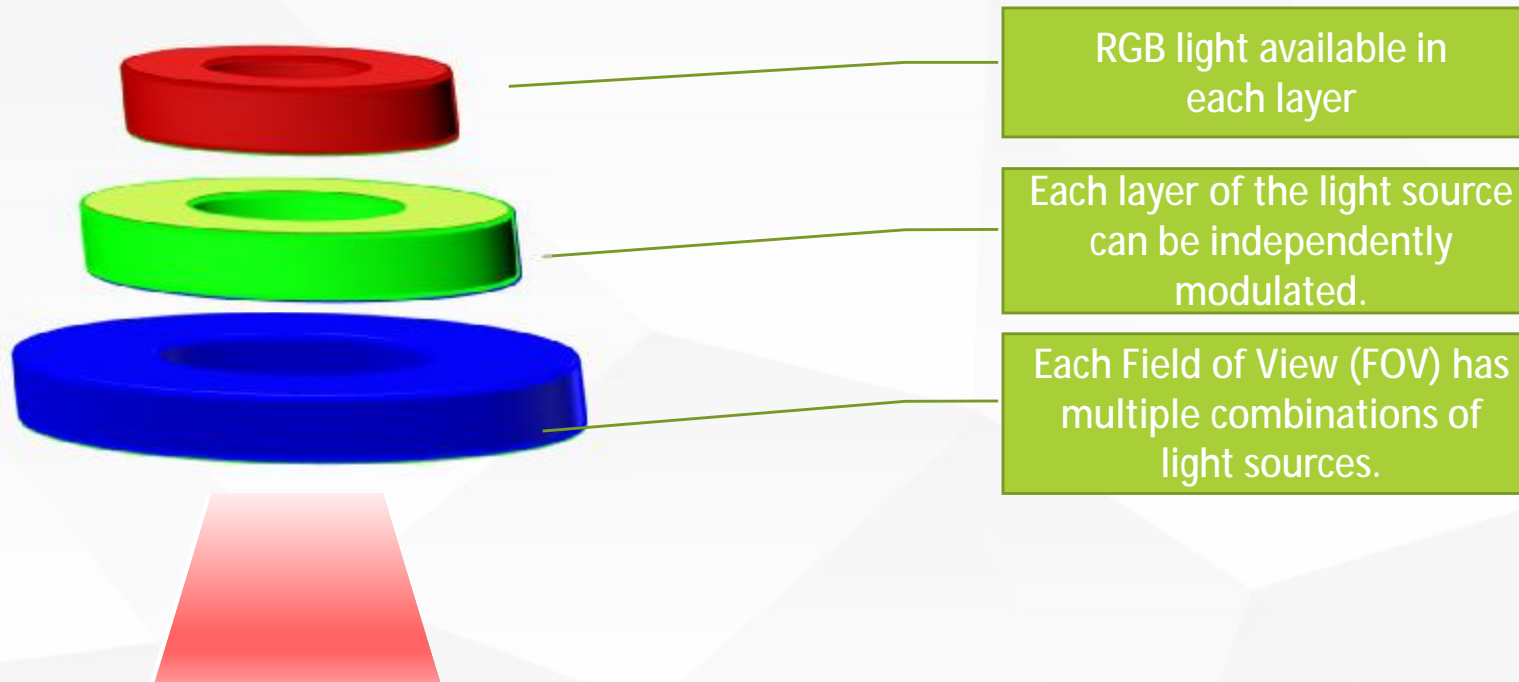 RGB light available in
each layer
Each layer of the light source
can be independently
modulated.
Each Field of View (FOV) has
multiple combinations of
light sources.